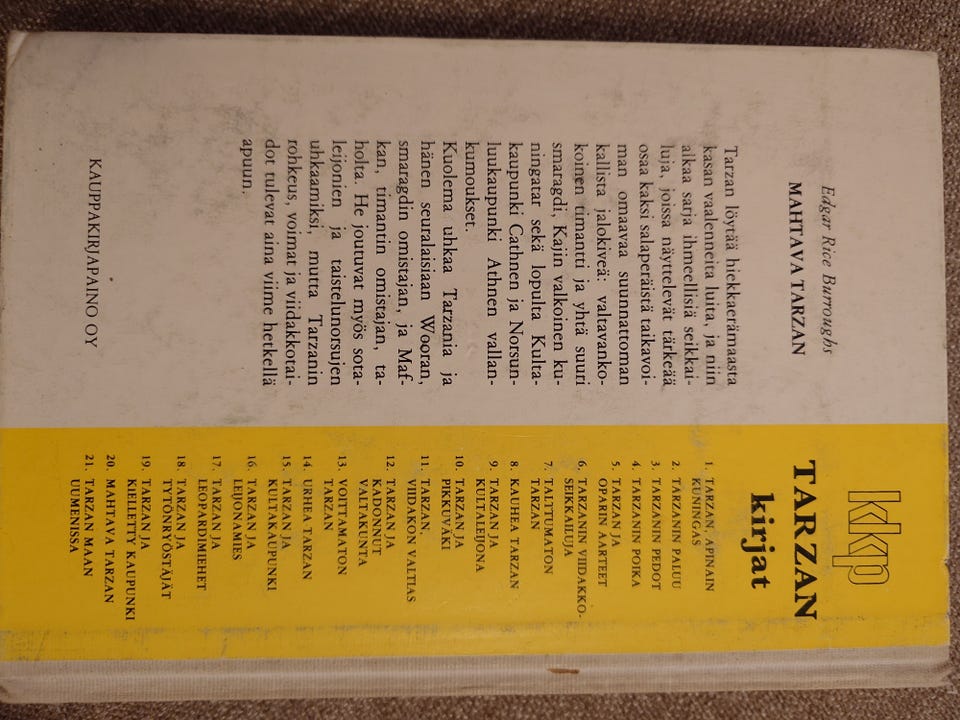 Edgar Rice Burroughs
MAHTAVA TARZAN
Tarzan löytää hiekkaerämaasta
kasan vaalenneita luita, ja niin
alkaa sarja ihmeellisiä seikkai-
luja, joissa näyttelevät tärkeää
osaa kaksi salaperäistä taikavoi-
man omaavaa suunnattoman
kallista jalokiveä: valtavanko-
koinen timantti ja yhtä suuri
smaragdi, Kajin valkoinen ku-
ningatar sekä lopulta Kulta-
kaupunki Cathnen ja Norsun-
luukaupunki Athnen vallan-
kumoukset.
Kuolema uhkaa Tarzania ja
hänen seuralaisiaan Wooran,
smaragdin omistajan, ja Maf-
kan, timantin omistajan, ta-
holta. He joutuvat myös sota-
leijonien ja taistelunorsujen
uhkaamiksi, mutta Tarzanin
rohkeus, voimat ja viidakkotai-
dot tulevat aina viime hetkellä
apuun.
KAUPPAKIRJAPAINO OY
kkp
TARZAN
kirjat
1. TARZAN, APINAIN
KUNINGAS
2. TARZANIN PALUU
3. TARZANIN PEDOT
4. TARZANIN POIKA
5. TARZAN JA
OPARIN AARTEET
6. TARZANIN VIIDAKKO-
SEIKKAILUJA
7. TALTTUMATON
TARZAN
8. KAUHEA TARZAN
9. TARZAN JA
KULTALEIJONA
10. TARZAN JA
PIKKUVÄKI
11. TARZAN,
VIIDAKON VALTIAS
12. TARZAN JA
KADONNUT
VALTAKUNTA
13. VOITTAMATON
TARZAN
14. URHEA TARZAN
15. TARZAN JA
KULTAKAUPUNKI
16. TARZAN JA
LEIJONAMIES
17. TARZAN JA
LEOPARDIMIEHET
18. TARZAN JA
TYTÖNRYÖSTÄJÄT
19. TARZAN JA
KIELLETTY KAUPUNKI
20. MAHTAVA TARZAN
21. TARZAN MAAN
UUMENISSA